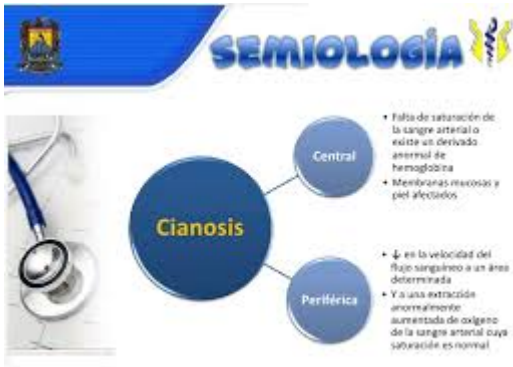 SEMIOLOGÍA
Central
• Falta de saturación de
la sangre arterial o
existe un derivado
anormal de
hemoglobina
• Membranas mucosas y
piel afectados
Cianosis
Periférica
• ↓ en la velocidad del
flujo sanguíneo a un área
determinada
• Y a una extracción
anormalmente
aumentada de oxígeno
de la sangre arterial cuya
saturación es normal